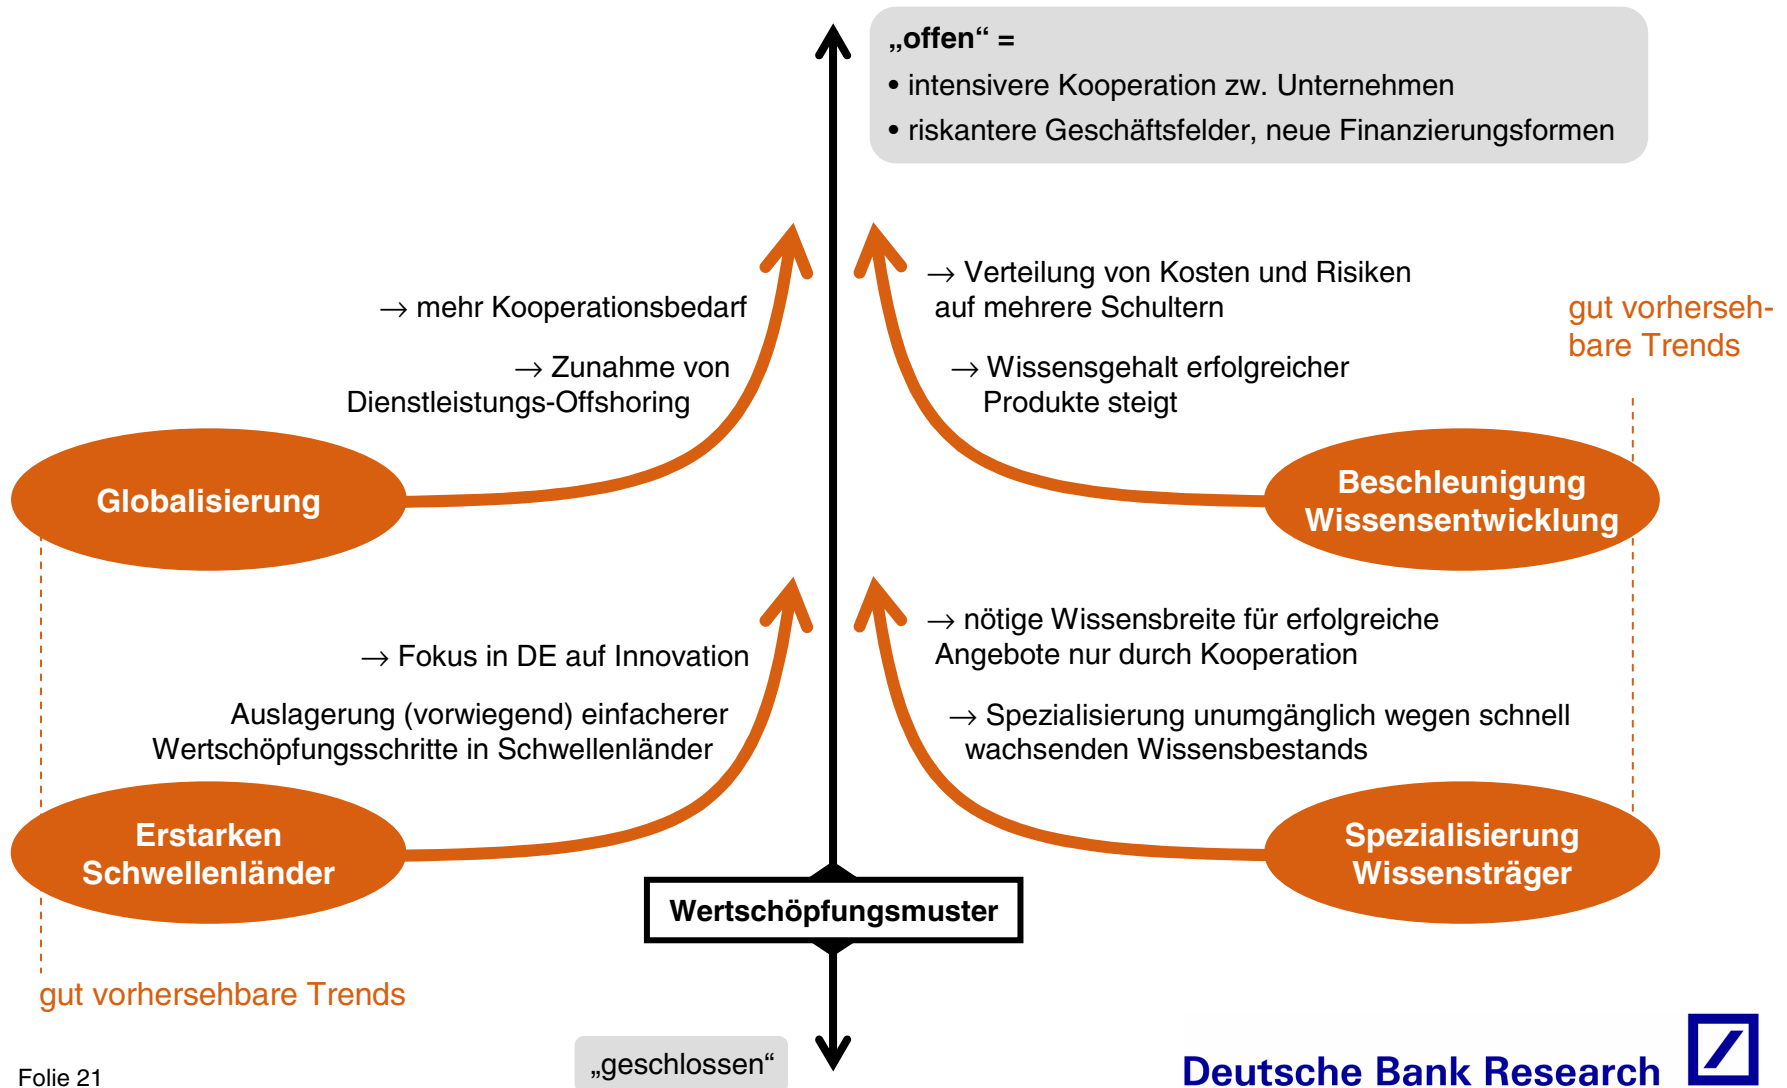 „offen“ =
• intensivere Kooperation zw. Unternehmen
• riskantere Geschäftsfelder, neue Finanzierungsformen
→ mehr Kooperationsbedarf
→ Zunahme von
Dienstleistungs-Offshoring
→ Verteilung von Kosten und Risiken
auf mehrere Schultern
→ Wissensgehalt erfolgreicher
Produkte steigt
gut vorherseh-
bare Trends
Globalisierung
Beschleunigung
Wissensentwicklung
→ Fokus in DE auf Innovation
Auslagerung (vorwiegend) einfacherer
Wertschöpfungsschritte in Schwellenländer
→ nötige Wissensbreite für erfolgreiche
Angebote nur durch Kooperation
→ Spezialisierung unumgänglich wegen schnell
wachsenden Wissensbestands
Erstarken
Schwellenländer
Spezialisierung
Wissensträger
Wertschöpfungsmuster
gut vorhersehbare Trends
„geschlossen“
Folie 21
Deutsche Bank Research